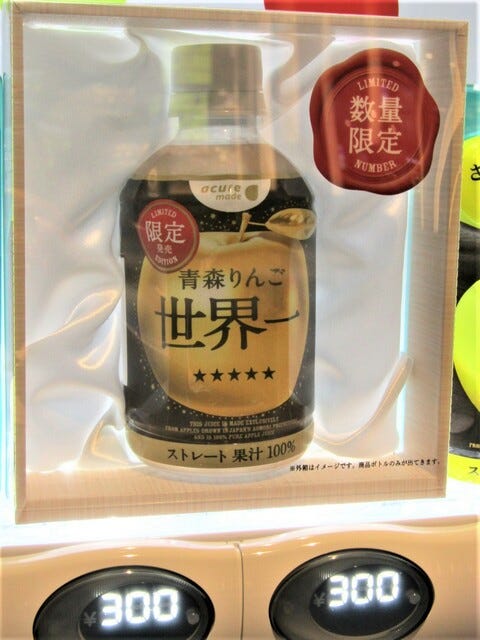 LIMITED
数量
限定
NUMBER
acure
made
LIMITED
限定
発売
EDITION
青森りんご
世界一
★★★★★
THIS JUICE IS MADE EXCLUSIVELY
FROM APPLES GROWN IN JAPAN'S AOMORI PREFECTURE
AND IS 100% PURE APPLE JUICE
ストレート果汁100%
※外観はイメージです。商品ボトルのみが出てきます。
さ
ス
¥300
¥300